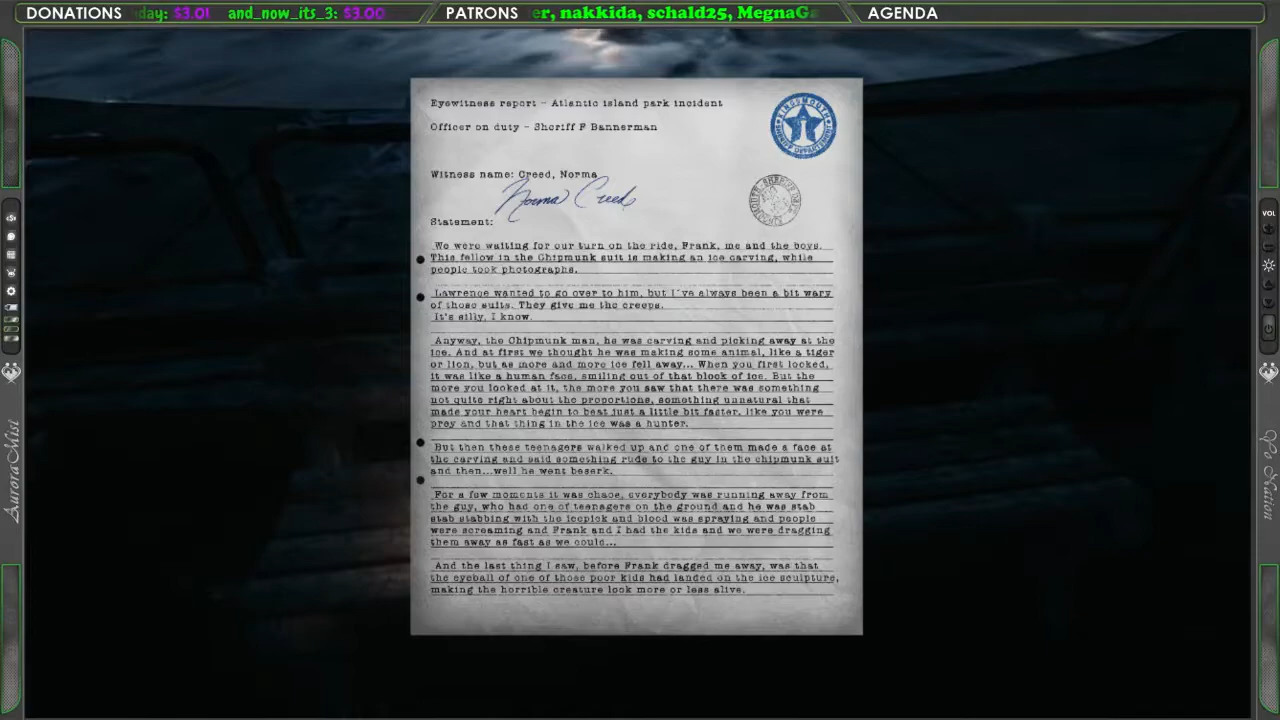 DONATIONS day: $3.01 and_now_its_3: $3.00 PATRONS er, nakkida, schald25, MegnaG AGENDA
Eyewitness report - Atlantic island park incident
Officer on duty - Sheriff F Bannerman
KINGSMOUTH
Witness name: Creed, Norma
Norma Creed
Statement:
We were waiting for our turn on the ride, Frank, me and the boys.
This fellow in the Chipmunk suit is making an ice carving, while
people took photographs.
Lawrence wanted to go over to him, but I've always been a bit wary
of those suits. They give me the creeps.
It's silly, I know.
Anyway, the Chipmunk man, he was carving and picking away at the
ice. And at first we thought he was making some animal, like a tiger
or lion, but as more and more ice fell away... When you first looked,
it was like a human face, smiling out of that block of ice. But the
more you looked at it, the more you saw that there was something
not quite right about the proportions, something unnatural that
made your heart begin to beat just a little bit faster, like you were
prey and that thing in the ice was a hunter.
But then these teenagers walked up and one of them made a face at
the carving and said something rude to the guy in the chipmunk suit
and then...well he went beserk.
For a few moments it was chaos, everybody was running away from
the guy, who had one of teenagers on the ground and he was stab
stab stabbing with the icepick and blood was spraying and people
were screaming and Frank and I had the kids and we were dragging
them away as fast as we could...
And the last thing I saw, before Frank dragged me away, was that
the eyeball of one of those poor kids had landed on the ice sculpture,
making the horrible creature look more or less alive.
AuroraMist
VOL
Yo Nation